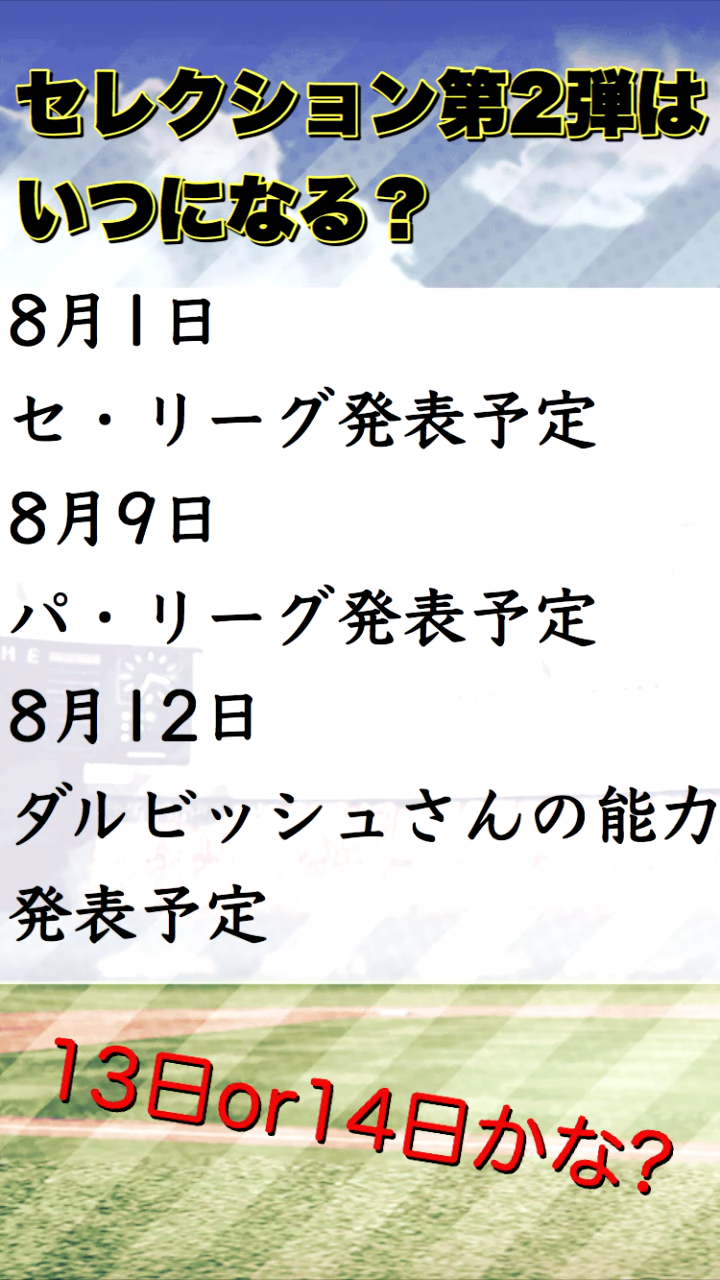 セレクション第2弾は
いつになる？
8月1日
セ・リーグ発表予定
8月9日
パ・リーグ発表予定
8月12日
ダルビッシュさんの能力
発表予定
13日or14日かな?